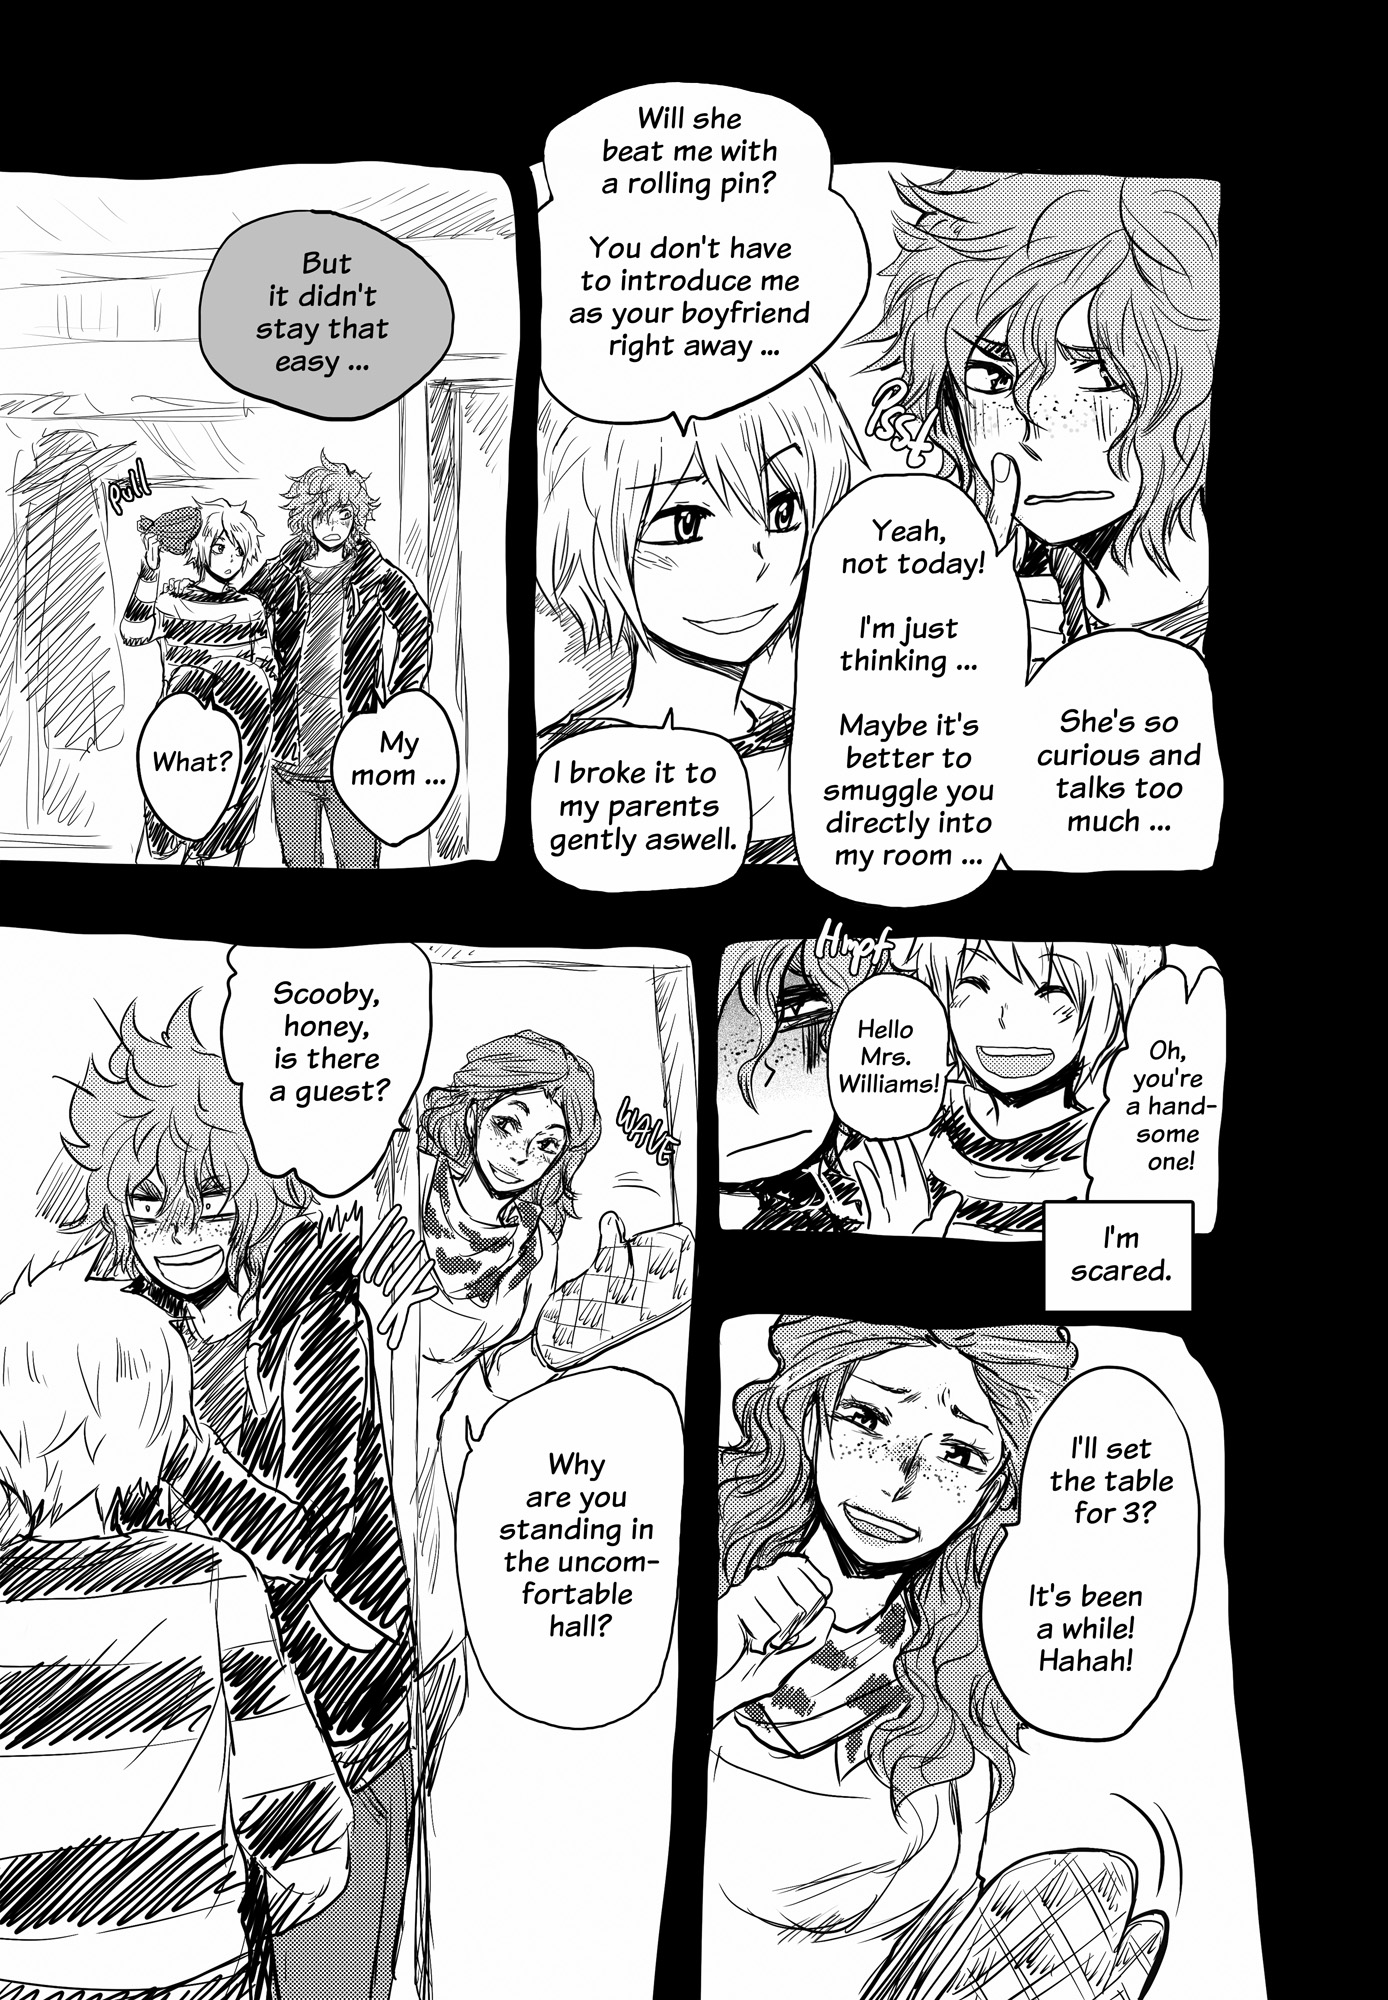 But
it didn't
stay that
easy ...
pull
What?
My
mom ...
Will she
beat me with
a rolling pin?
You don't have
to introduce me
as your boyfriend
right away ...
Psst
Yeah,
not today!
I'm just
thinking ...
Maybe it's
better to
smuggle you
directly into
my room ...
She's so
curious and
talks too
much ...
I broke it to
my parents
gently aswell.
Scooby,
honey,
is there
a guest?
WAVE
Why
are you
standing in
the uncom-
fortable
hall?
Hmpf
Hello
Mrs.
Williams!
Oh,
you're
a hand-
some
one!
I'm
scared.
I'll set
the table
for 3?
It's been
a while!
Hahah!